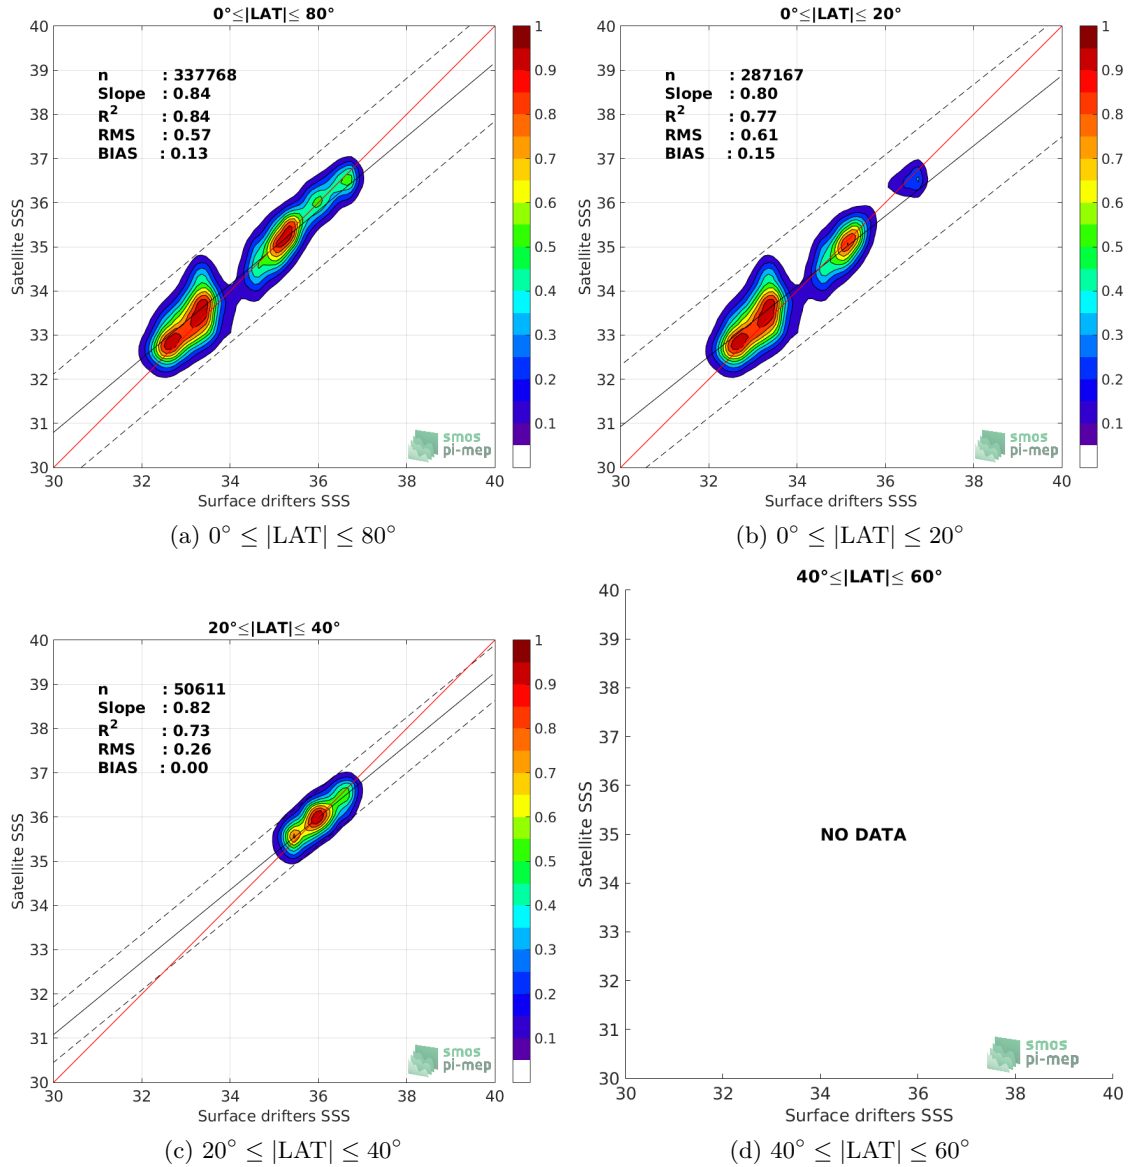 0°≤|LAT|≤ 80°
40
39
38
37
36
35
34
33
32
31
30
Satellite SSS
n : 337768
Slope : 0.84
R² : 0.84
RMS : 0.57
BIAS : 0.13
smos
pi-mep
30 32 34 36 38 40
Surface drifters SSS
1
0.9
0.8
0.7
0.6
0.5
0.4
0.3
0.2
0.1
(a) 0° ≤ |LAT| ≤ 80°
0°≤|LAT|≤ 20°
40
39
38
37
36
35
34
33
32
31
30
Satellite SSS
n : 287167
Slope : 0.80
R² : 0.77
RMS : 0.61
BIAS : 0.15
smos
pi-mep
30 32 34 36 38 40
Surface drifters SSS
1
0.9
0.8
0.7
0.6
0.5
0.4
0.3
0.2
0.1
(b) 0° ≤ |LAT| ≤ 20°
20°≤|LAT|≤ 40°
40
39
38
37
36
35
34
33
32
31
30
Satellite SSS
n : 50611
Slope : 0.82
R² : 0.73
RMS : 0.26
BIAS : 0.00
smos
pi-mep
30 32 34 36 38 40
Surface drifters SSS
1
0.9
0.8
0.7
0.6
0.5
0.4
0.3
0.2
0.1
(c) 20° ≤ |LAT| ≤ 40°
40°≤|LAT|≤ 60°
40
39
38
37
36
35
34
33
32
31
30
Satellite SSS
NO DATA
smos
pi-mep
30 32 34 36 38 40
Surface drifters SSS
(d) 40° ≤ |LAT| ≤ 60°